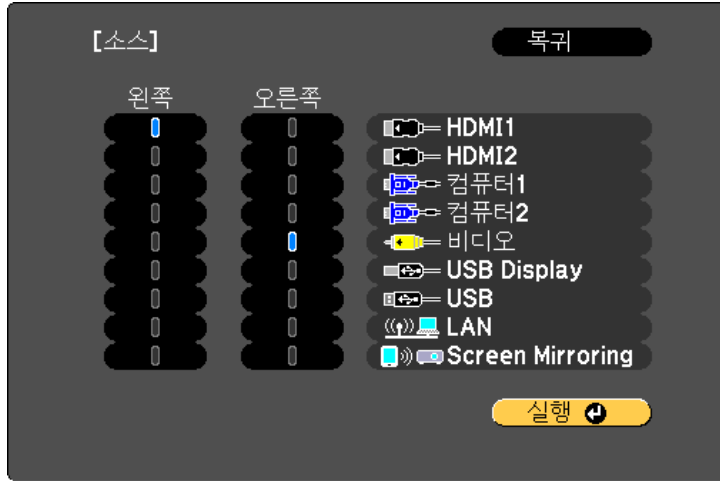 [소스]
복귀
왼쪽 오른쪽
HDMI1
HDMI2
컴퓨터1
컴퓨터2
비디오
USB Display
USB
LAN
Screen Mirroring
실행